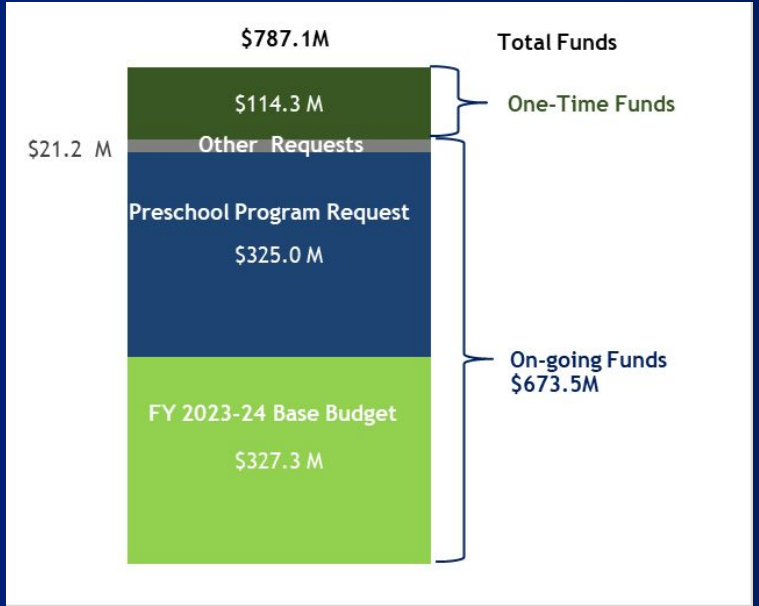 $787.1M
Total Funds
$114.3 M
One-Time Funds
$21.2 M
Other Requests
Preschool Program Request
$325.0 M
On-going Funds
$673.5M
FY 2023-24 Base Budget
$327.3 M